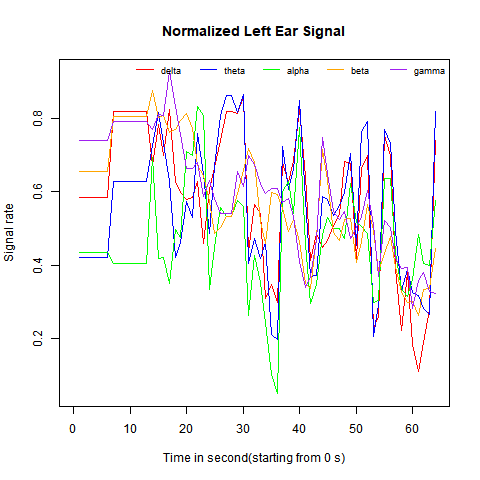 Normalized Left Ear Signal
delta theta alpha beta gamma
Signal rate
0.2 0.4 0.6 0.8
0 10 20 30 40 50 60
Time in second(starting from 0 s)